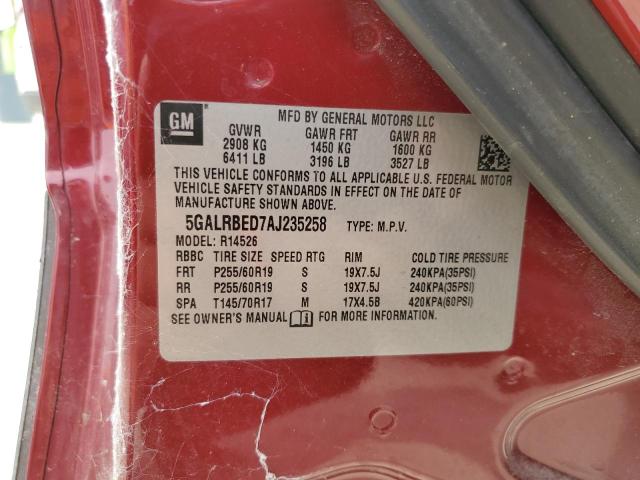 GM
MFD BY GENERAL MOTORS LLC
GVWR GAWR FRT GAWR RR
2908 KG 1450 KG 1600 KG
6411 LB 3196 LB 3527 LB
THIS VEHICLE CONFORMS TO ALL APPLICABLE U.S. FEDERAL MOTOR
VEHICLE SAFETY STANDARDS IN EFFECT ON THE DATE OF
MANUFACTURE SHOWN ABOVE.
5GALRBED7AJ235258 TYPE: M.P.V.
MODEL: R14526
RBBC TIRE SIZE SPEED RTG RIM COLD TIRE PRESSURE
FRT P255/60R19 S 19X7.5J 240KPA(35PSI)
RR P255/60R19 S 19X7.5J 240KPA(35PSI)
SPA T145/70R17 M 17X4.5B 420KPA(60PSI)
SEE OWNER'S MANUAL FOR MORE INFORMATION.